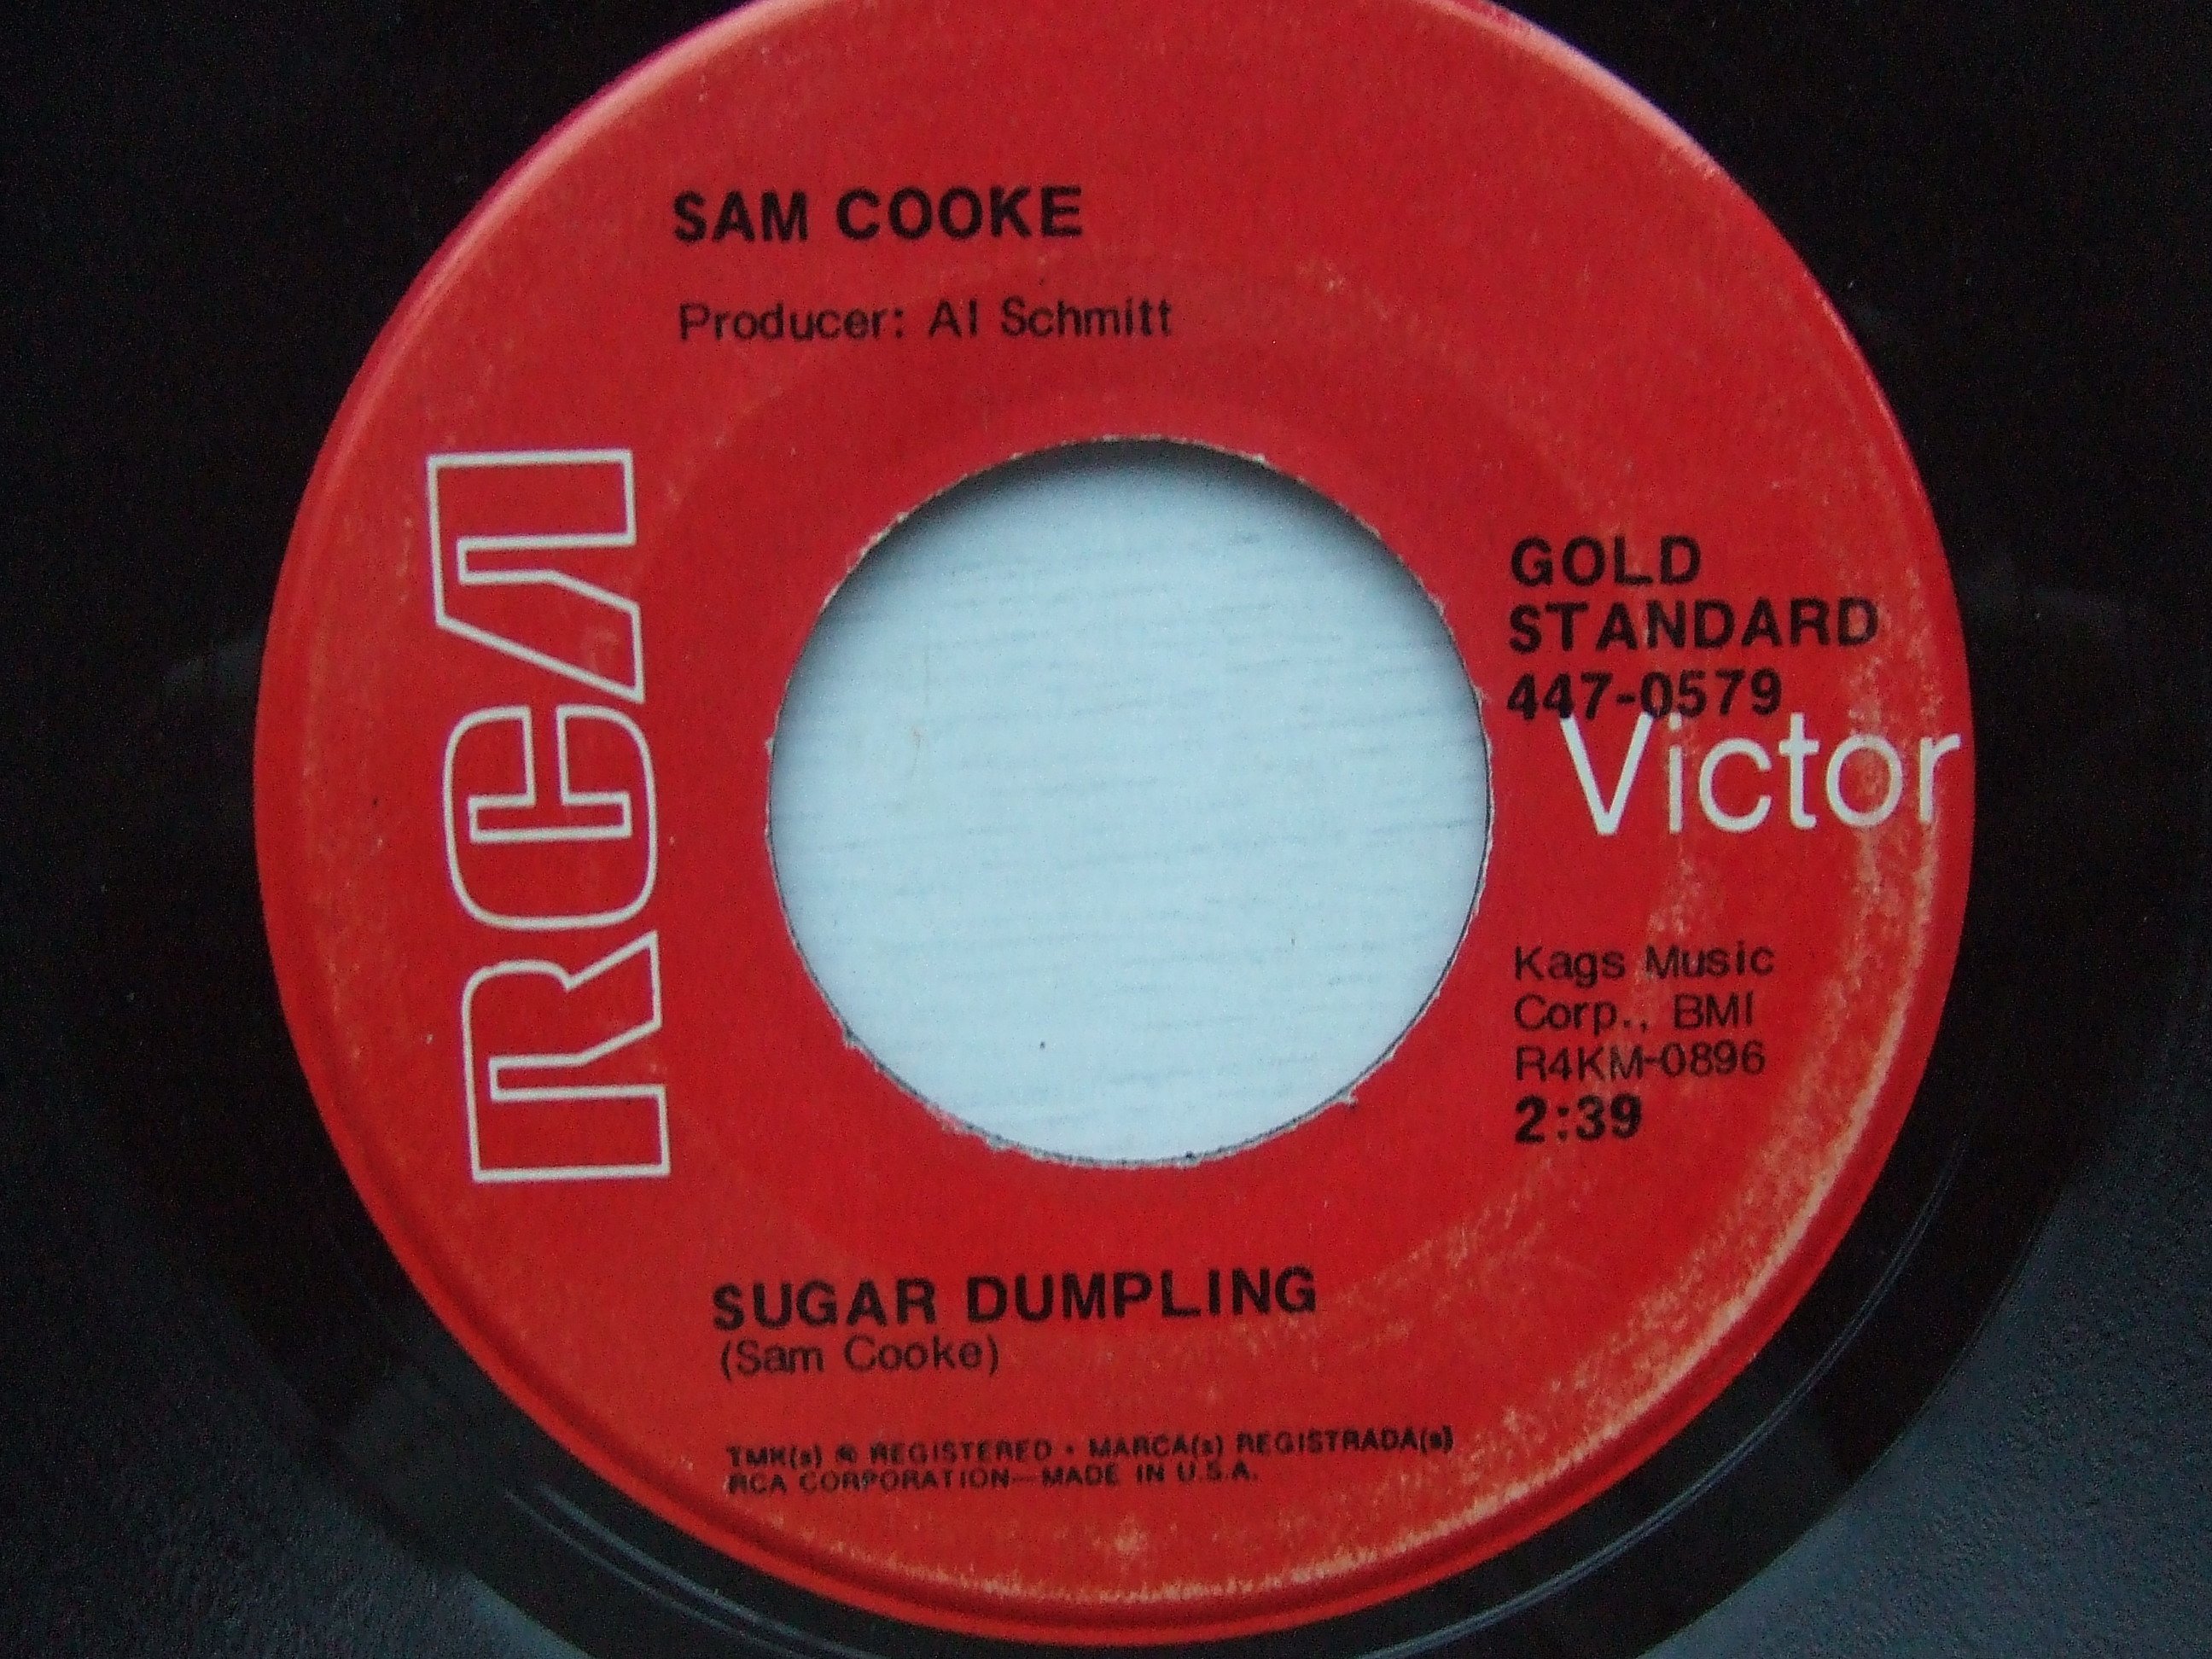 SAM COOKE
Producer: Al Schmitt
RCA
GOLD
STANDARD
447-0579
Victor
Kags Music
Corp., BMI
R4KM-0896
2:39
SUGAR DUMPLING
(Sam Cooke)
TMK(s) ® REGISTERED • MARCA(s) REGISTRADA(s)
RCA CORPORATION—MADE IN U.S.A.